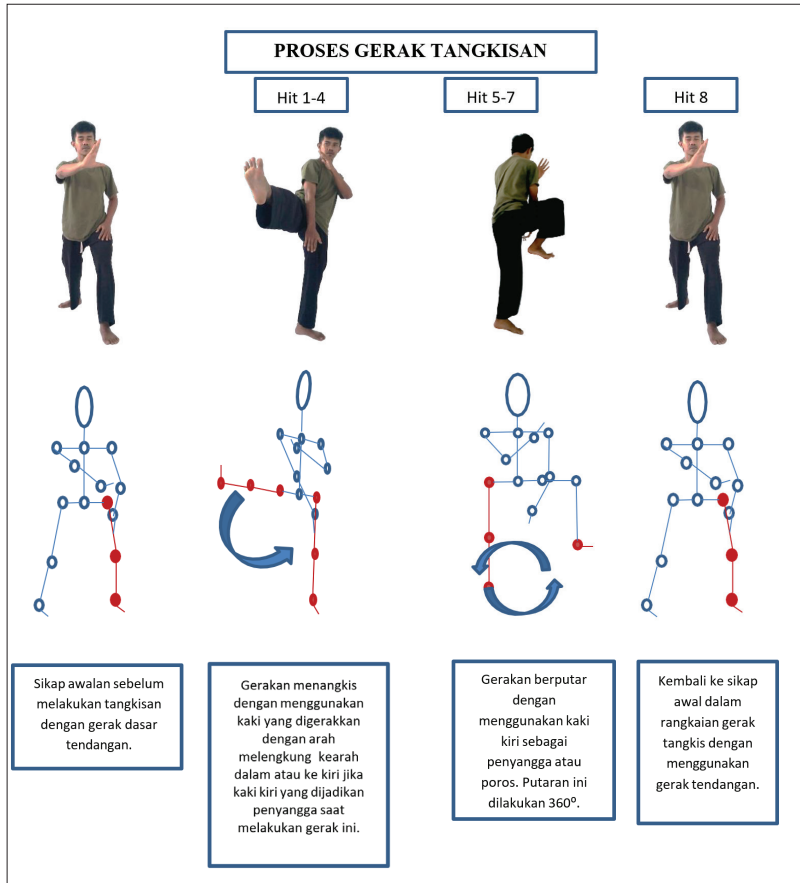 PROSES GERAK TANGKISAN
Hit 1-4
Hit 5-7
Hit 8
Sikap awalan sebelum
melakukan tangkisan
dengan gerak dasar
tendangan.
Gerakan menangkis
dengan menggunakan
kaki yang digerakkan
dengan arah
melengkung kearah
dalam atau ke kiri jika
kaki kiri yang dijadikan
penyangga saat
melakukan gerak ini.
Gerakan berputar
dengan
menggunakan kaki
kiri sebagai
penyangga atau
poros. Putaran ini
dilakukan 360⁰.
Kembali ke sikap
awal dalam
rangkaian gerak
tangkis dengan
menggunakan
gerak tendangan.